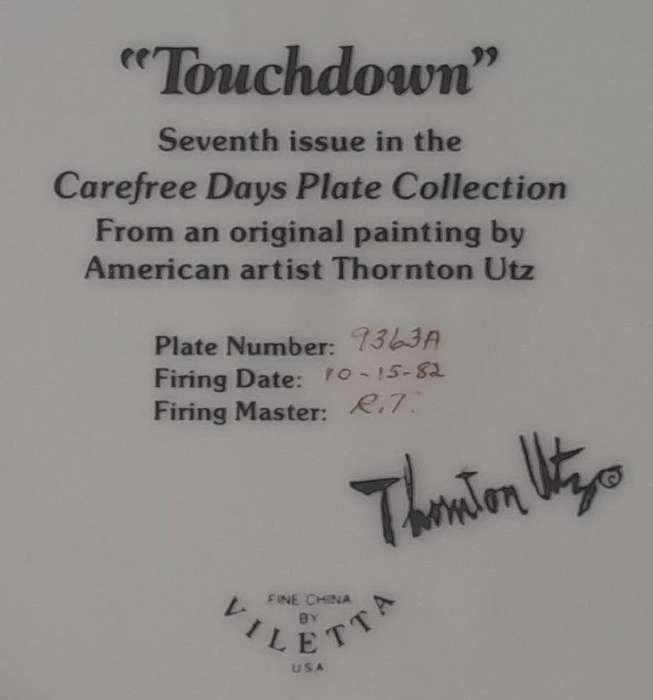 “Touchdown”
Seventh issue in the
Carefree Days Plate Collection
From an original painting by
American artist Thornton Utz
Plate Number: 9363A
Firing Date: 10-15-82
Firing Master: R.T.
Thornton Utz ©
FINE CHINA
BY
VILETTA
USA